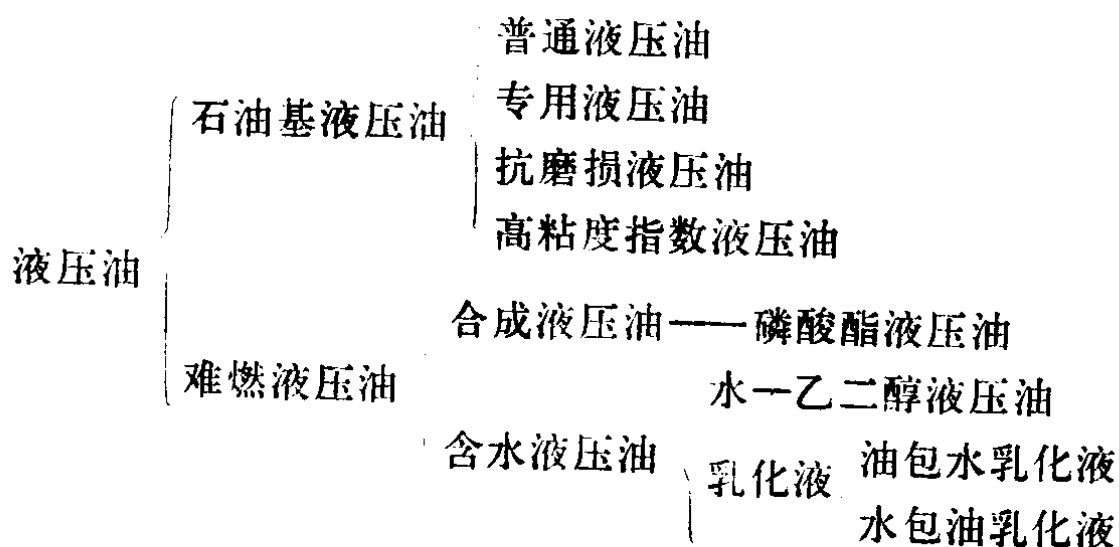 普通液压油
石油基液压油
专用液压油
抗磨损液压油
高粘度指数液压油
液压油
合成液压油——磷酸酯液压油
难燃液压油
水—乙二醇液压油
含水液压油
乳化液
油包水乳化液
水包油乳化液